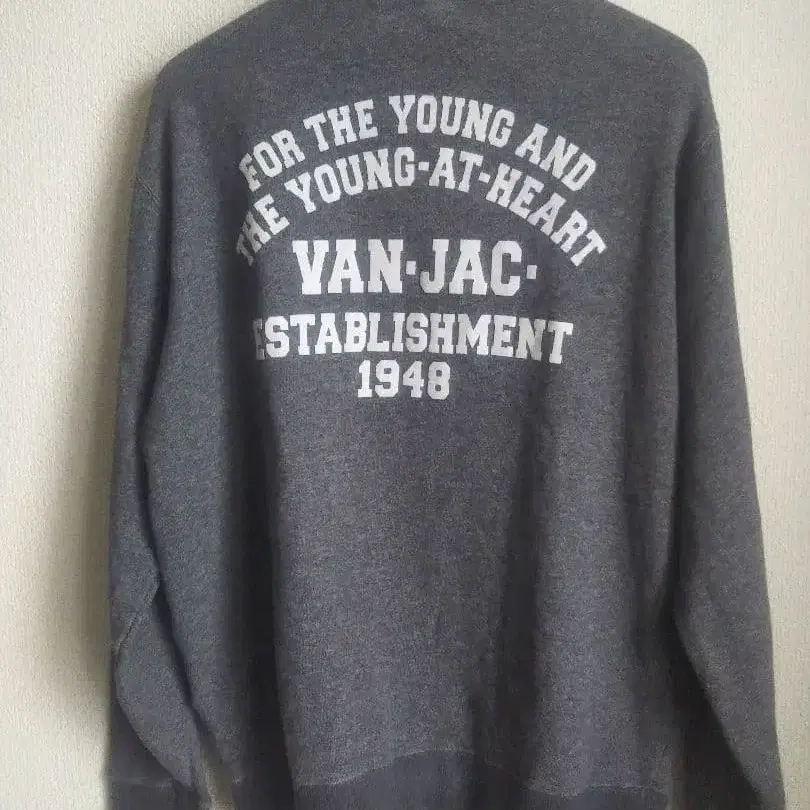 FOR THE YOUNG AND
THE YOUNG-AT-HEART
VAN·JAC·
ESTABLISHMENT
1948